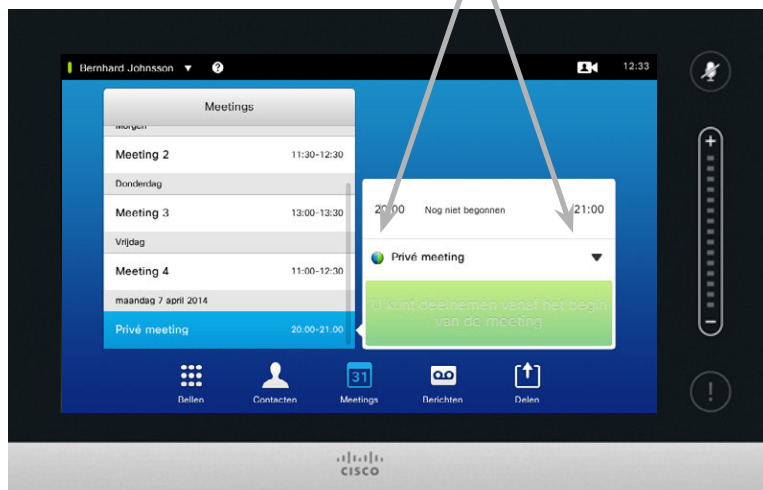 Bernhard Johnsson ▼ ?
12:33
Meetings
Morgen
Meeting 2 11:30-12:30
Donderdag
Meeting 3 13:00-13:30
Vrijdag
Meeting 4 11:00-12:30
maandag 7 april 2014
Privé meeting 20:00-21:00
20:00 Nog niet begonnen 21:00
Privé meeting ▼
U kunt deelnemen vanaf het begin
van de meeting
31
Bellen Contacten Meetings Berichten Delen
+
–
!
CISCO